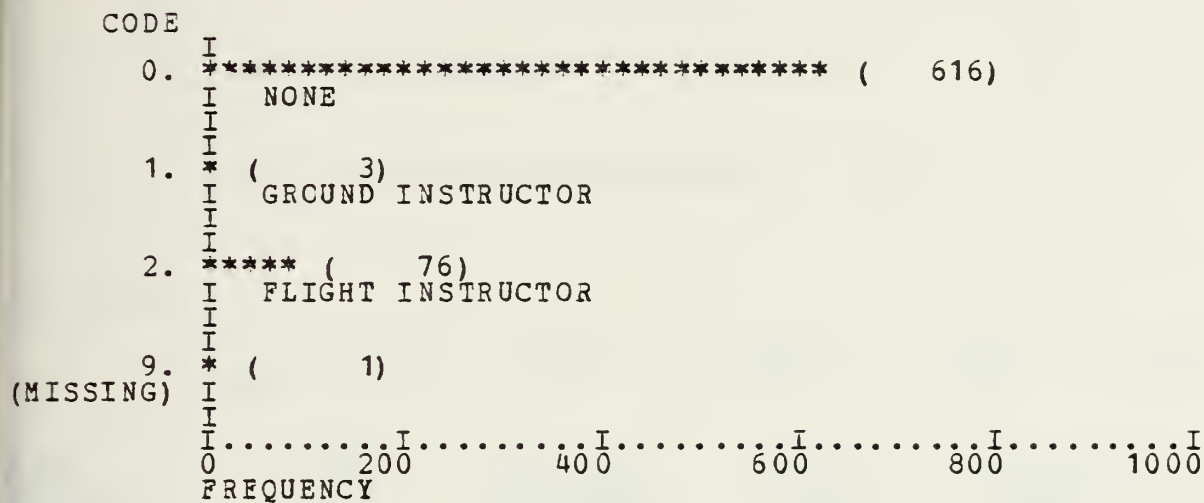 CODE
I
0. ********************************* ( 616)
I NONE
I
I
1. * ( 3)
I GROUND INSTRUCTOR
I
I
2. ***** ( 76)
I FLIGHT INSTRUCTOR
I
I
9. * ( 1)
(MISSING) I
I
I.........I.........I.........I.........I.........I
0 200 400 600 800 1000
FREQUENCY